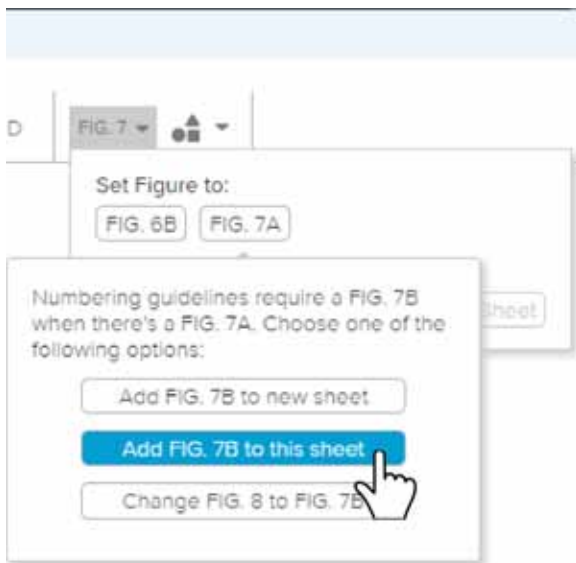 D
FIG. 7
Set Figure to:
FIG. 6B FIG. 7A
Sheet
Numbering guidelines require a FIG. 7B
when there's a FIG. 7A. Choose one of the
following options:
Add FIG. 7B to new sheet
Add FIG. 7B to this sheet
Change FIG. 8 to FIG. 7B